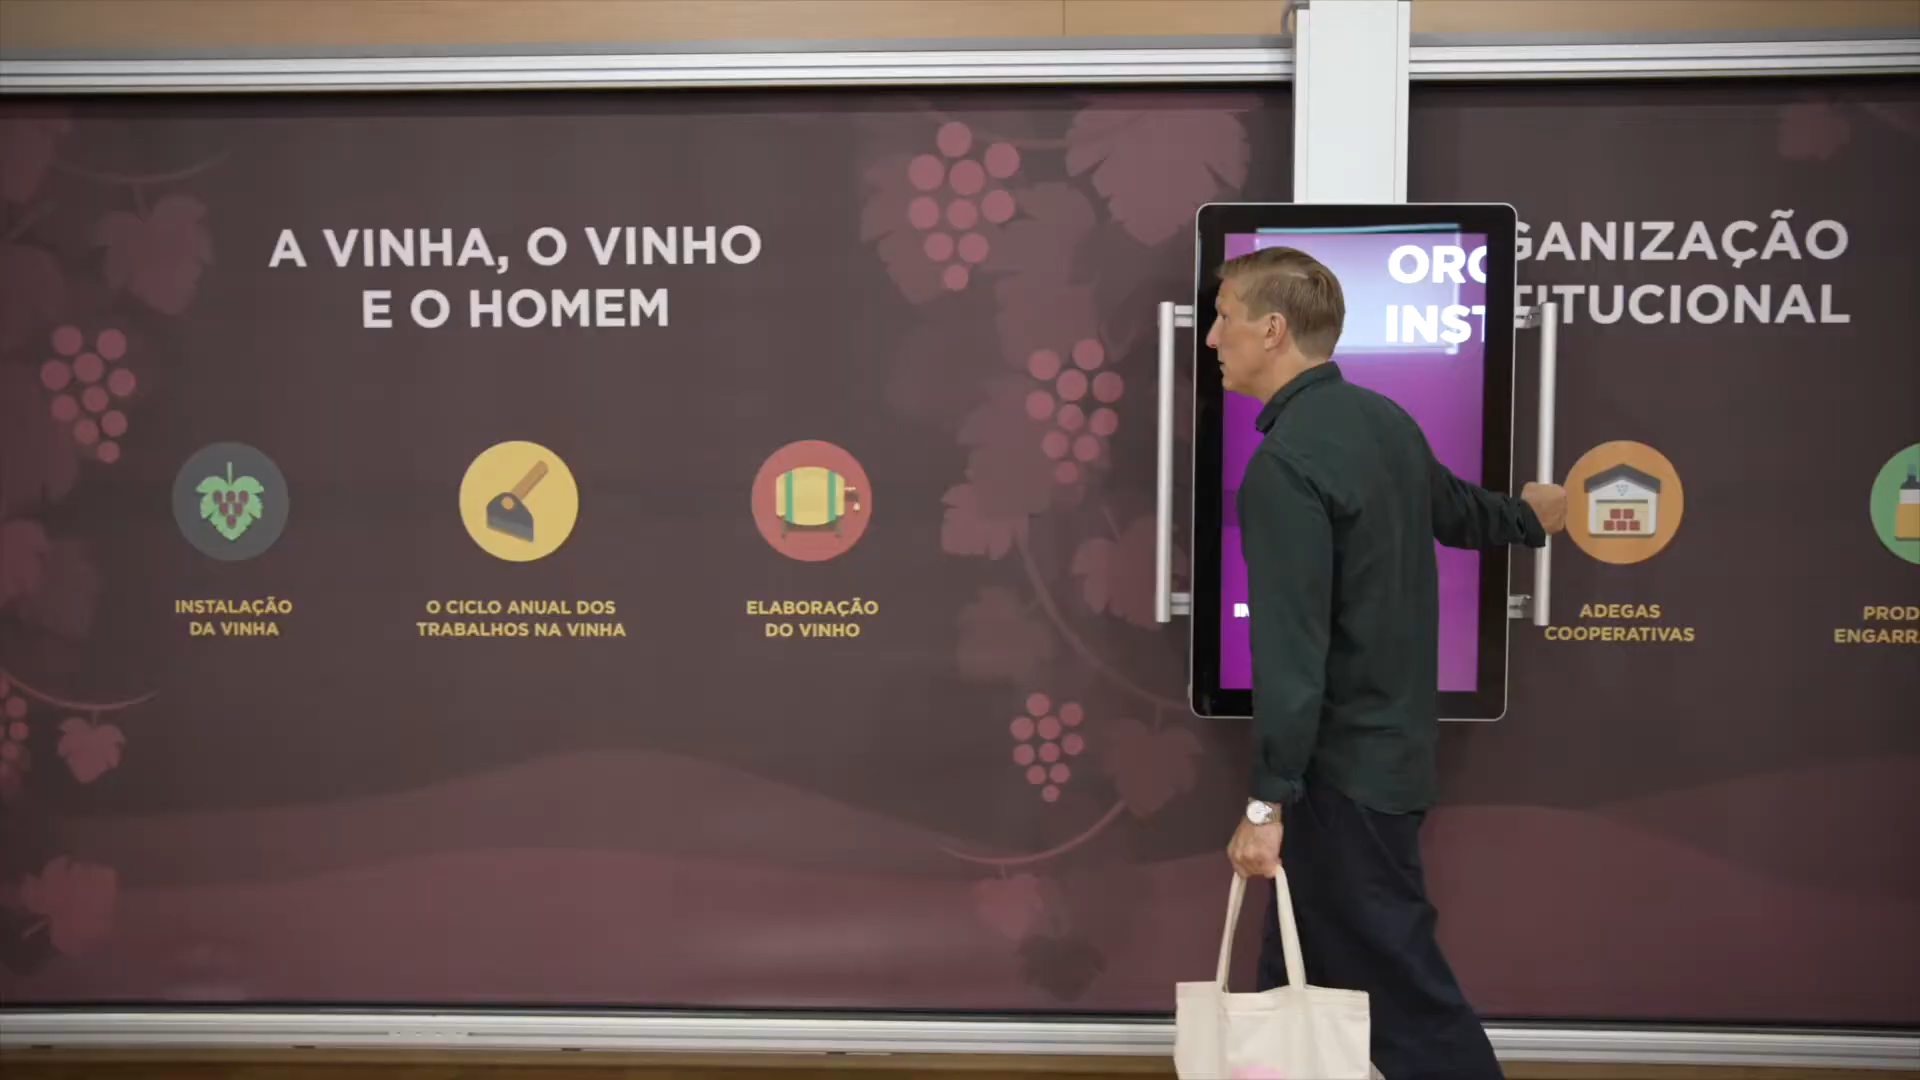 A VINHA, O VINHO
E O HOMEM
ORG
INST
GANIZAÇÃO
TITUCIONAL
INSTALAÇÃO
DA VINHA
O CICLO ANUAL DOS
TRABALHOS NA VINHA
ELABORAÇÃO
DO VINHO
ADEGAS
COOPERATIVAS
PROD
ENGARR